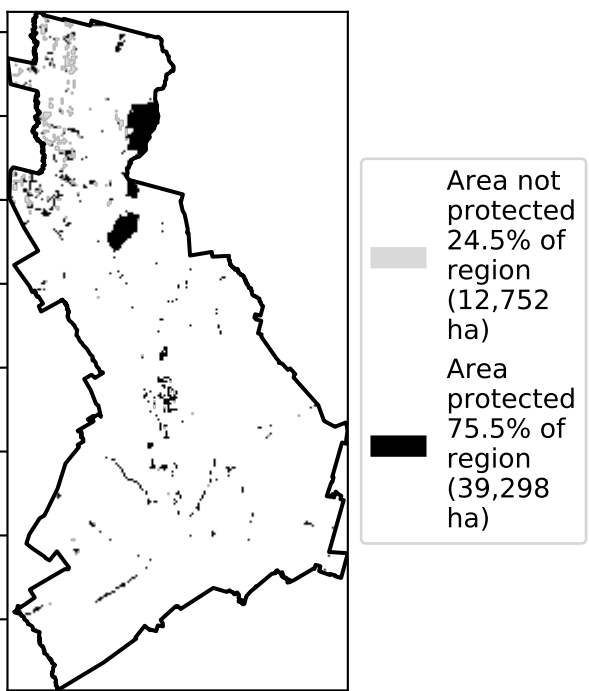 Area not
protected
24.5% of
region
(12,752
ha)
Area
protected
75.5% of
region
(39,298
ha)